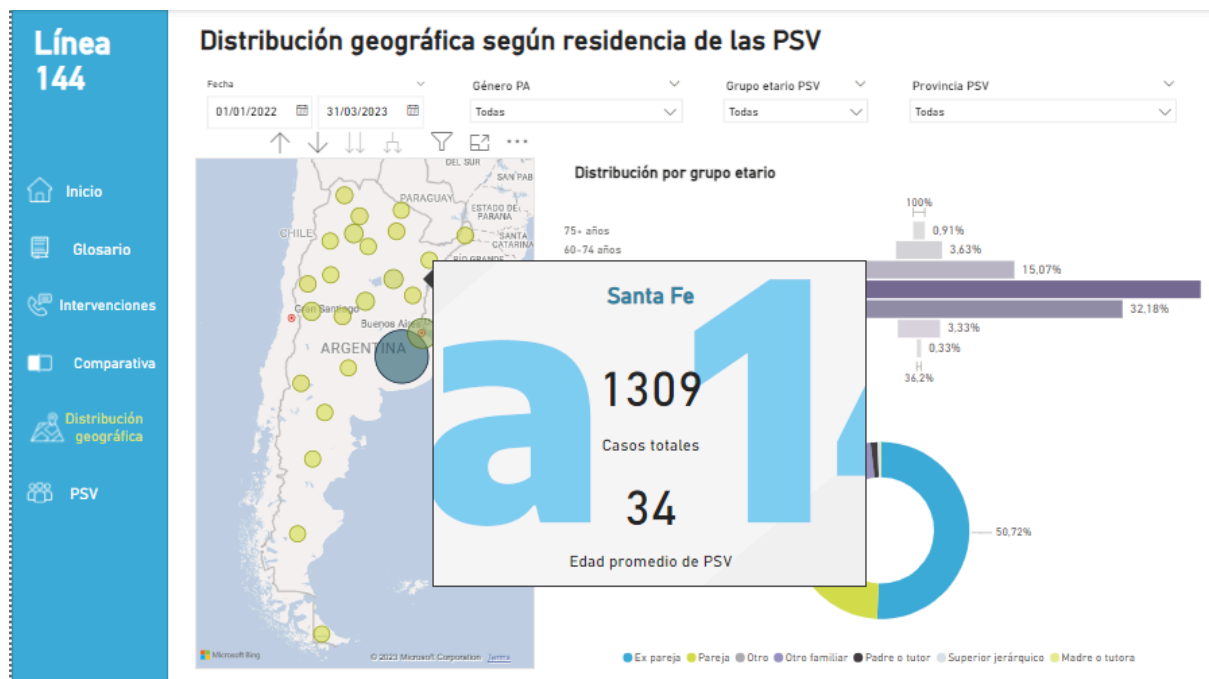 Línea
144
Distribución geográfica según residencia de las PSV
Fecha
Género PA
Grupo etario PSV
Provincia PSV
01/01/2022
31/03/2023
Todas
Todas
Todas
Inicio
Glosario
Intervenciones
Comparativa
Distribución
geográfica
PSV
DEL SUR
SAN PAB
PARAGUAY
ESTADO DE
PARANA
CHILE
SANTA
CATARINA
RÍO GRANDE
Gran Santiago
Buenos Aires
ARGENTINA
Microsoft Bing
© 2023 Microsoft Corporation
Terms
Distribución por grupo etario
100%
75+ años
0,91%
60-74 años
3,63%
15,07%
32,18%
3,33%
0,33%
36,2%
Santa Fe
a14
1309
Casos totales
34
Edad promedio de PSV
50,72%
Ex pareja
Pareja
Otro
Otro familiar
Padre o tutor
Superior jerárquico
Madre o tutora